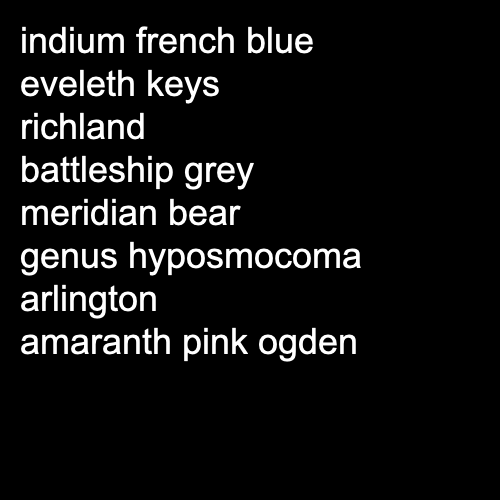 indium french blue
eveleth keys
richland
battleship grey
meridian bear
genus hyposmocoma
arlington
amaranth pink ogden